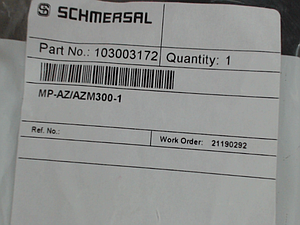 SCHMERSAL
Part No.: 103003172 Quantity: 1
MP-AZ/AZM300-1
Ref. No.:
Work Order: 21190292